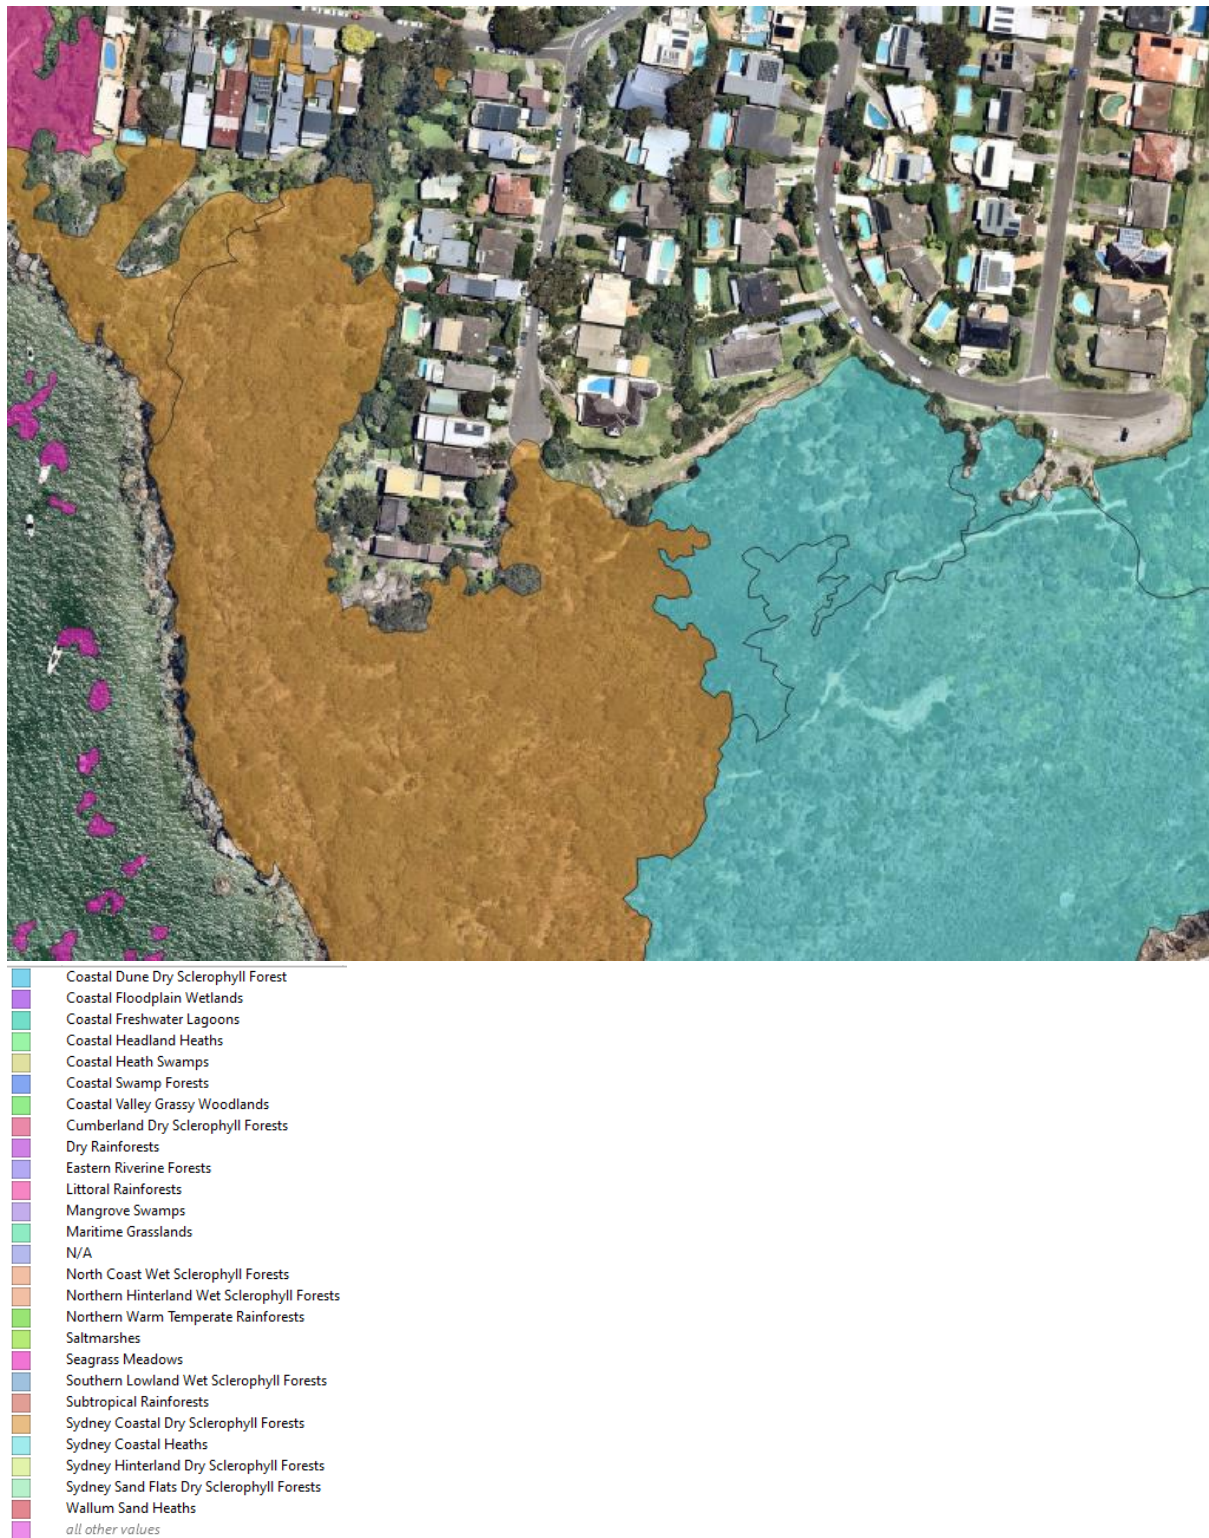 Coastal Dune Dry Sclerophyll Forest
Coastal Floodplain Wetlands
Coastal Freshwater Lagoons
Coastal Headland Heaths
Coastal Heath Swamps
Coastal Swamp Forests
Coastal Valley Grassy Woodlands
Cumberland Dry Sclerophyll Forests
Dry Rainforests
Eastern Riverine Forests
Littoral Rainforests
Mangrove Swamps
Maritime Grasslands
N/A
North Coast Wet Sclerophyll Forests
Northern Hinterland Wet Sclerophyll Forests
Northern Warm Temperate Rainforests
Saltmarshes
Seagrass Meadows
Southern Lowland Wet Sclerophyll Forests
Subtropical Rainforests
Sydney Coastal Dry Sclerophyll Forests
Sydney Coastal Heaths
Sydney Hinterland Dry Sclerophyll Forests
Sydney Sand Flats Dry Sclerophyll Forests
Wallum Sand Heaths
all other values